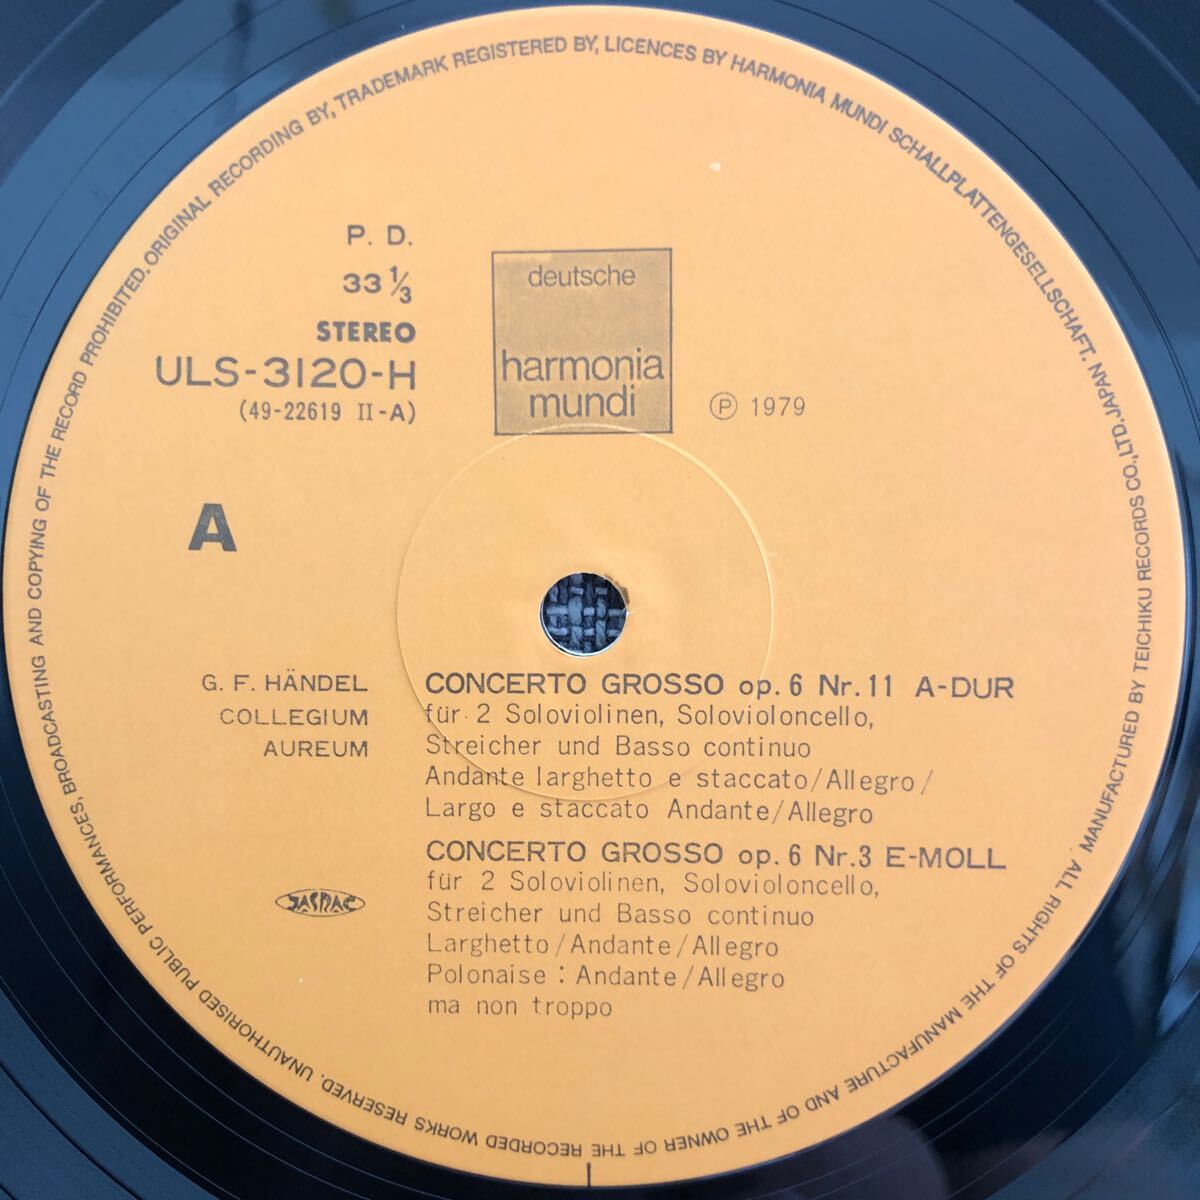 ORIGINAL RECORDING BY, TRADEMARK REGISTERED BY, LICENCES BY HARMONIA MUNDI SCHALLPLATTENGESELLSCHAFT.
ALL RIGHTS OF THE MANUFACTURE AND OF THE OWNER OF THE RECORDED WORKS RESERVED. UNAUTHORISED PUBLIC PERFORMANCES, BROADCASTING AND COPYING OF THE RECORD PROHIBITED.
MANUFACTURED BY TEICHIKU RECORDS CO., LTD. JAPAN
P. D.
33 1/3
STEREO
ULS-3120-H
(49-22619 II-A)
deutsche
harmonia
mundi
Ⓟ 1979
A
G. F. HÄNDEL
COLLEGIUM
AUREUM
CONCERTO GROSSO op. 6 Nr. 11 A-DUR
für 2 Soloviolinen, Solovioloncello,
Streicher und Basso continuo
Andante larghetto e staccato/Allegro/
Largo e staccato Andante/Allegro
CONCERTO GROSSO op. 6 Nr. 3 E-MOLL
für 2 Soloviolinen, Solovioloncello,
Streicher und Basso continuo
Larghetto/Andante/Allegro
Polonaise : Andante/Allegro
ma non troppo
JASRAC